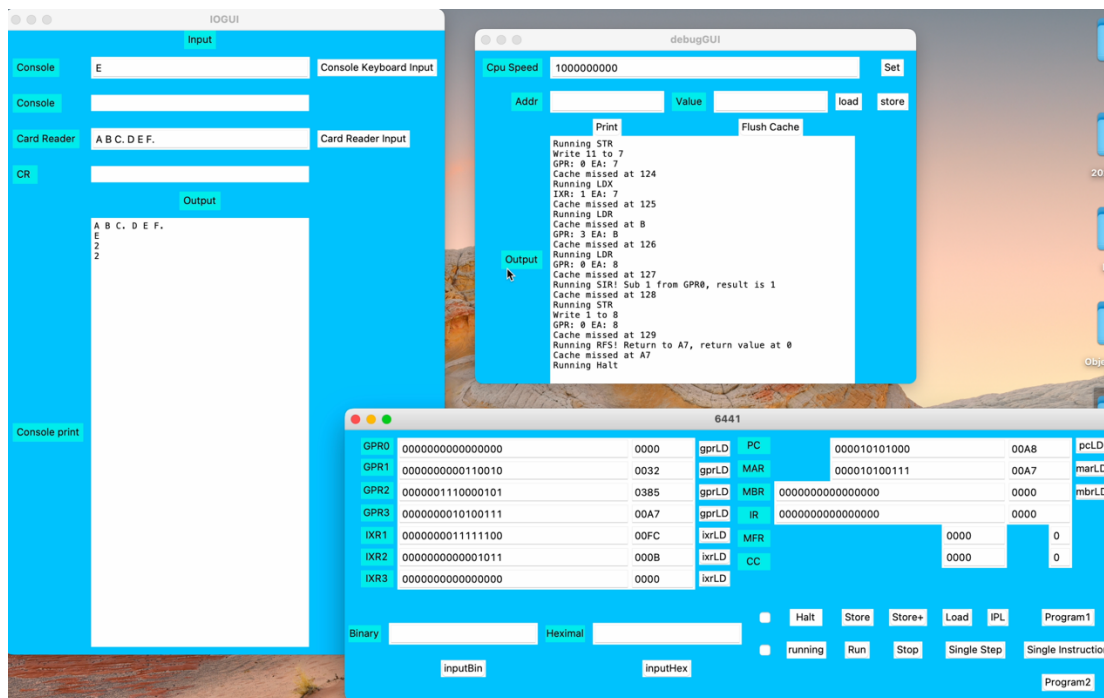 IOGUI
Input
Console E Console Keyboard Input
Console
Card Reader A B C. D E F. Card Reader Input
CR
Output
A B C. D E F.
E
2
2
Console print
debugGUI
Cpu Speed 1000000000 Set
Addr Value load store
Print Flush Cache
Output
Running STR
Write 11 to 7
GPR: 0 EA: 7
Cache missed at 124
Running LDX
IXR: 1 EA: 7
Cache missed at 125
Running LDR
Cache missed at B
GPR: 3 EA: B
Cache missed at 126
Running LDR
GPR: 0 EA: 8
Cache missed at 127
Running SIR! Sub 1 from GPR0, result is 1
Cache missed at 128
Running STR
Write 1 to 8
GPR: 0 EA: 8
Cache missed at 129
Running RFS! Return to A7, return value at 0
Cache missed at A7
Running Halt
20
Obje
6441
GPR0 0000000000000000 0000 gprLD PC 000010101000 00A8 pcLD
GPR1 0000000000110010 0032 gprLD MAR 000010100111 00A7 marLD
GPR2 0000001110000101 0385 gprLD MBR 0000000000000000 0000 mbrLD
GPR3 0000000010100111 00A7 gprLD IR 0000000000000000 0000
IXR1 0000000011111100 00FC ixrLD MFR 0000 0
IXR2 0000000000001011 000B ixrLD CC 0000 0
IXR3 0000000000000000 0000 ixrLD
Halt Store Store+ Load IPL Program1
Binary Heximal
running Run Stop Single Step Single Instruction
inputBin inputHex
Program2